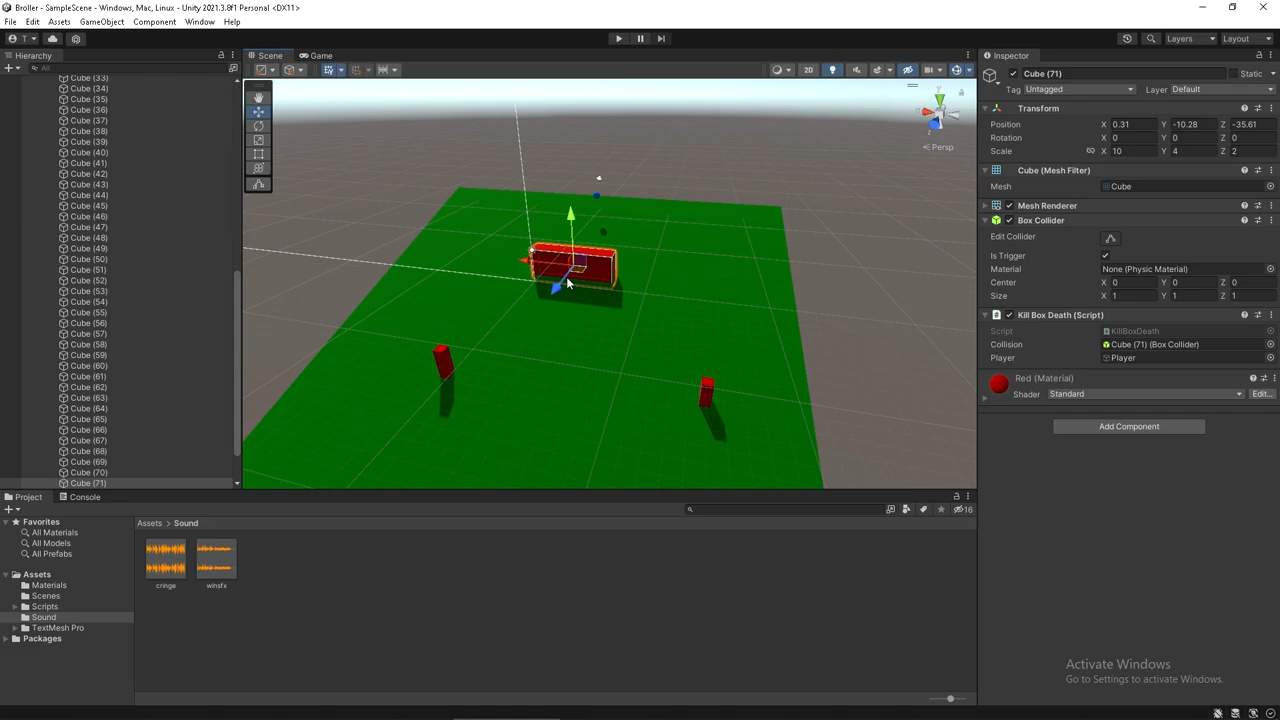 Broller - SampleScene - Windows, Mac, Linux - Unity 2021.3.8f1 Personal <DX11>
File Edit Assets GameObject Component Window Help
T
Layers Layout
Hierarchy
All
Cube (33)
Cube (34)
Cube (35)
Cube (36)
Cube (37)
Cube (38)
Cube (39)
Cube (40)
Cube (41)
Cube (42)
Cube (43)
Cube (44)
Cube (45)
Cube (46)
Cube (47)
Cube (48)
Cube (49)
Cube (50)
Cube (51)
Cube (52)
Cube (53)
Cube (54)
Cube (55)
Cube (56)
Cube (57)
Cube (58)
Cube (59)
Cube (60)
Cube (61)
Cube (62)
Cube (63)
Cube (64)
Cube (65)
Cube (66)
Cube (67)
Cube (68)
Cube (69)
Cube (70)
Cube (71)
Scene Game
2D
y
x
z
Persp
Inspector
Cube (71) Static
Tag Untagged Layer Default
Transform
Position X 0.31 Y -10.28 Z -35.61
Rotation X 0 Y 0 Z 0
Scale X 10 Y 4 Z 2
Cube (Mesh Filter)
Mesh Cube
Mesh Renderer
Box Collider
Edit Collider
Is Trigger
Material None (Physic Material)
Center X 0 Y 0 Z 0
Size X 1 Y 1 Z 1
Kill Box Death (Script)
Script KillBoxDeath
Collision Cube (71) (Box Collider)
Player Player
Red (Material)
Shader Standard Edit...
Add Component
Project Console
16
Favorites
All Materials
All Models
All Prefabs
Assets
Materials
Scenes
Scripts
Sound
TextMesh Pro
Packages
Assets > Sound
cringe winsfx
Activate Windows
Go to Settings to activate Windows.